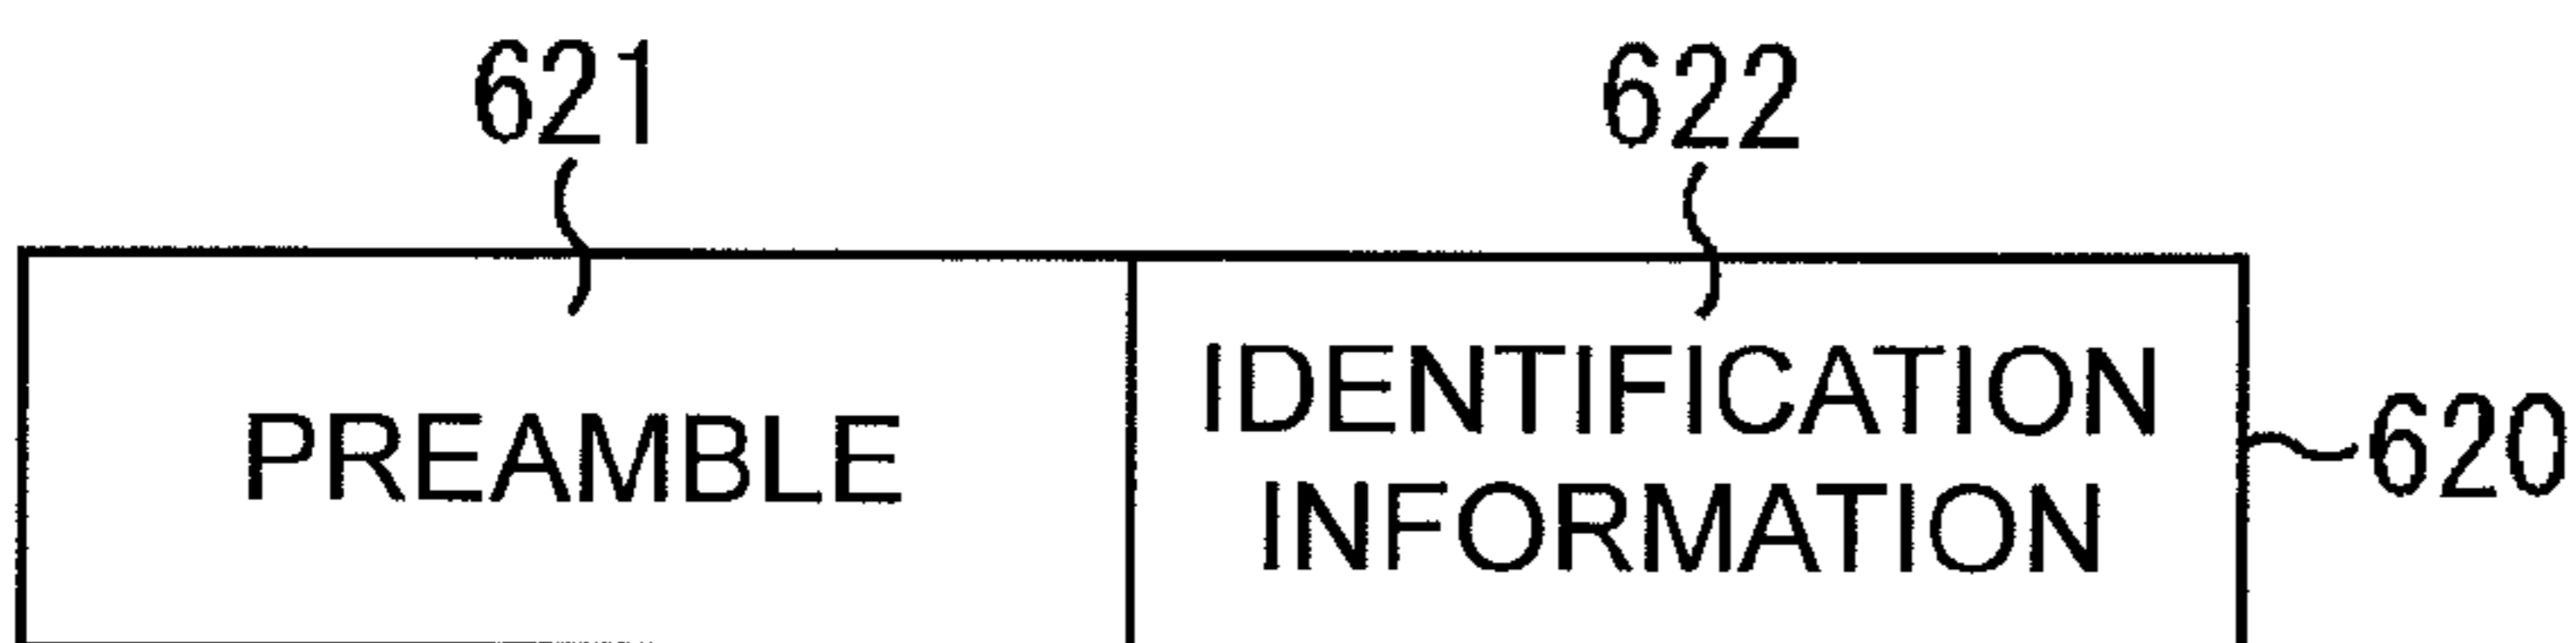 621
622
PREAMBLE
IDENTIFICATION
INFORMATION
620